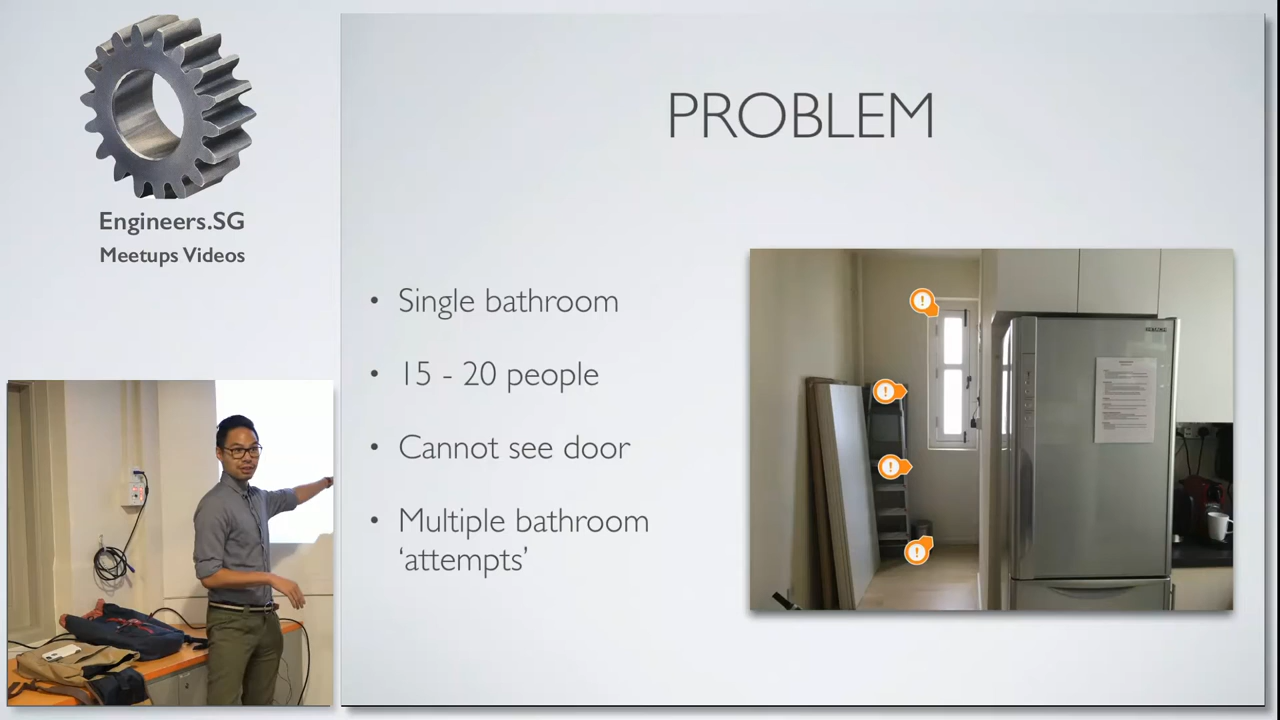 Engineers.SG
Meetups Videos
PROBLEM
• Single bathroom
• 15 - 20 people
• Cannot see door
• Multiple bathroom
‘attempts’
!
!
!
!